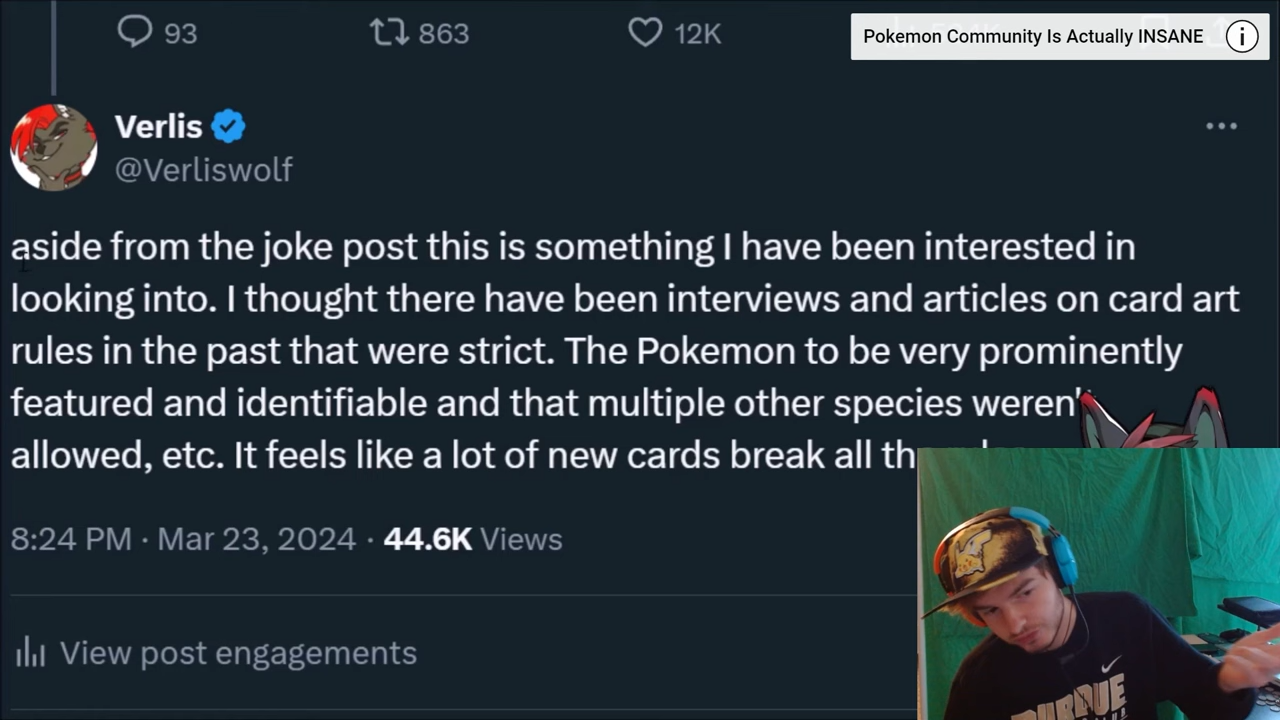 93 863 12K
Pokemon Community Is Actually INSANE
Verlis
@Verliswolf
aside from the joke post this is something I have been interested in
looking into. I thought there have been interviews and articles on card art
rules in the past that were strict. The Pokemon to be very prominently
featured and identifiable and that multiple other species weren'
allowed, etc. It feels like a lot of new cards break all
8:24 PM · Mar 23, 2024 · 44.6K Views
View post engagements
PURDUE